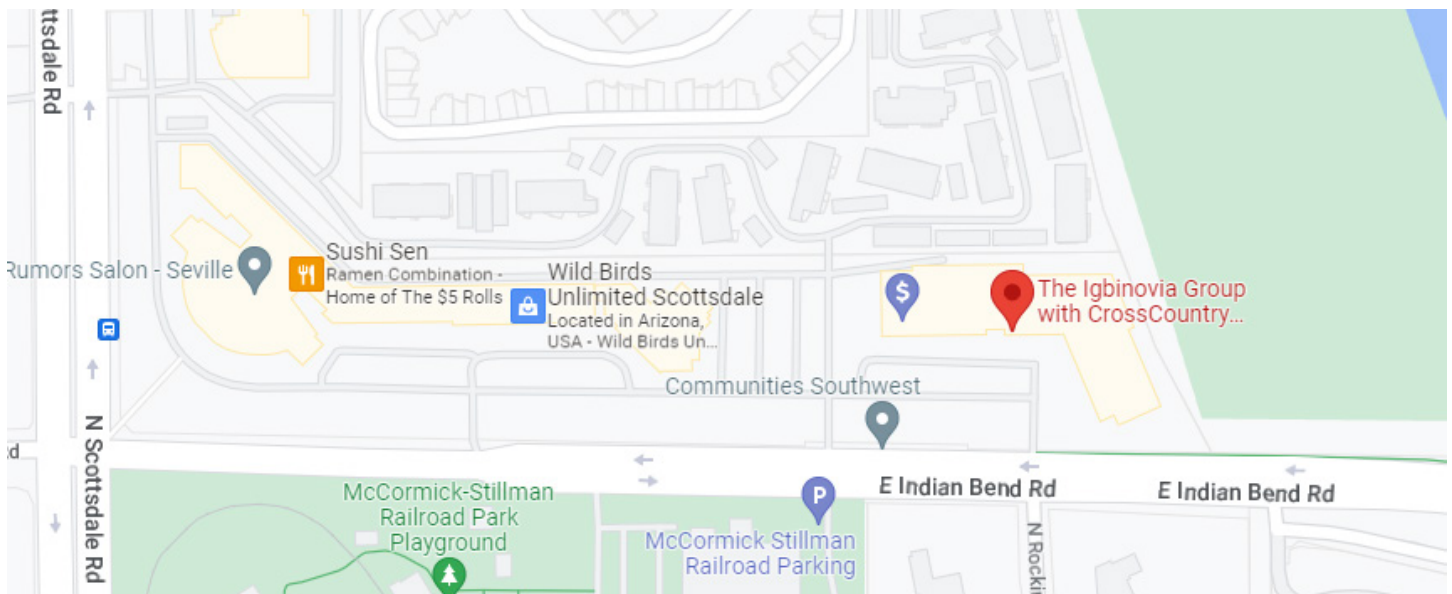 ttsdale Rd
Rumors Salon - Seville
Sushi Sen
Ramen Combination -
Home of The $5 Rolls
Wild Birds
Unlimited Scottsdale
Located in Arizona,
USA - Wild Birds Un...
$
The Igbinovia Group
with CrossCountry...
Communities Southwest
N Scottsdale Rd
d
E Indian Bend Rd
E Indian Bend Rd
McCormick-Stillman
Railroad Park
Playground
P
McCormick Stillman
Railroad Parking
N Rockin